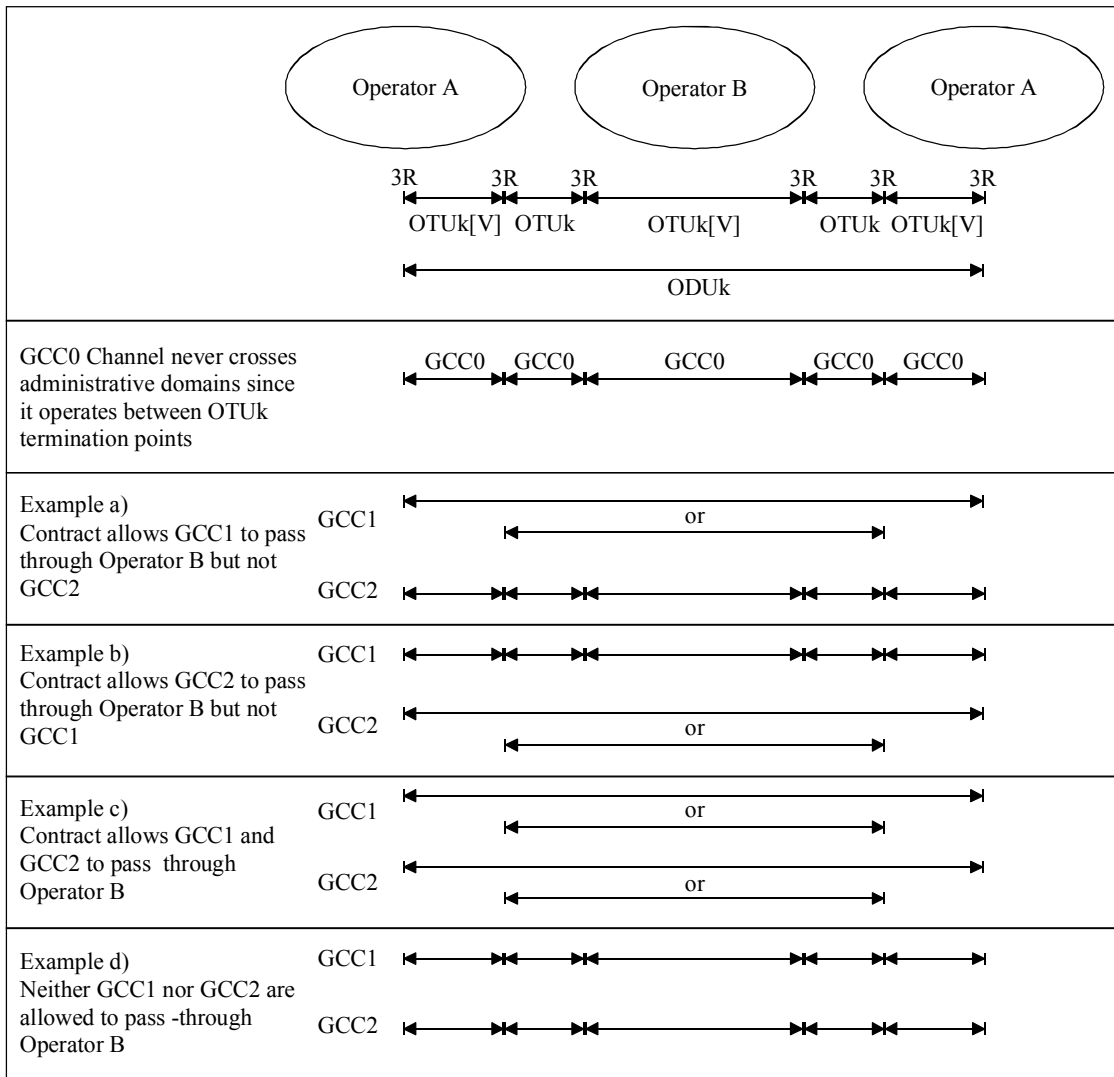 Operator A
Operator B
Operator A
3R 3R 3R 3R 3R 3R
OTUk[V] OTUk OTUk[V] OTUk OTUk[V]
ODUk
GCC0 Channel never crosses
administrative domains since
it operates between OTUk
termination points
GCC0 GCC0 GCC0 GCC0 GCC0
Example a)
Contract allows GCC1 to pass
through Operator B but not
GCC2
GCC1
or
GCC2
Example b)
Contract allows GCC2 to pass
through Operator B but not
GCC1
GCC1
GCC2
or
Example c)
Contract allows GCC1 and
GCC2 to pass through
Operator B
GCC1
or
GCC2
or
Example d)
Neither GCC1 nor GCC2 are
allowed to pass -through
Operator B
GCC1
GCC2